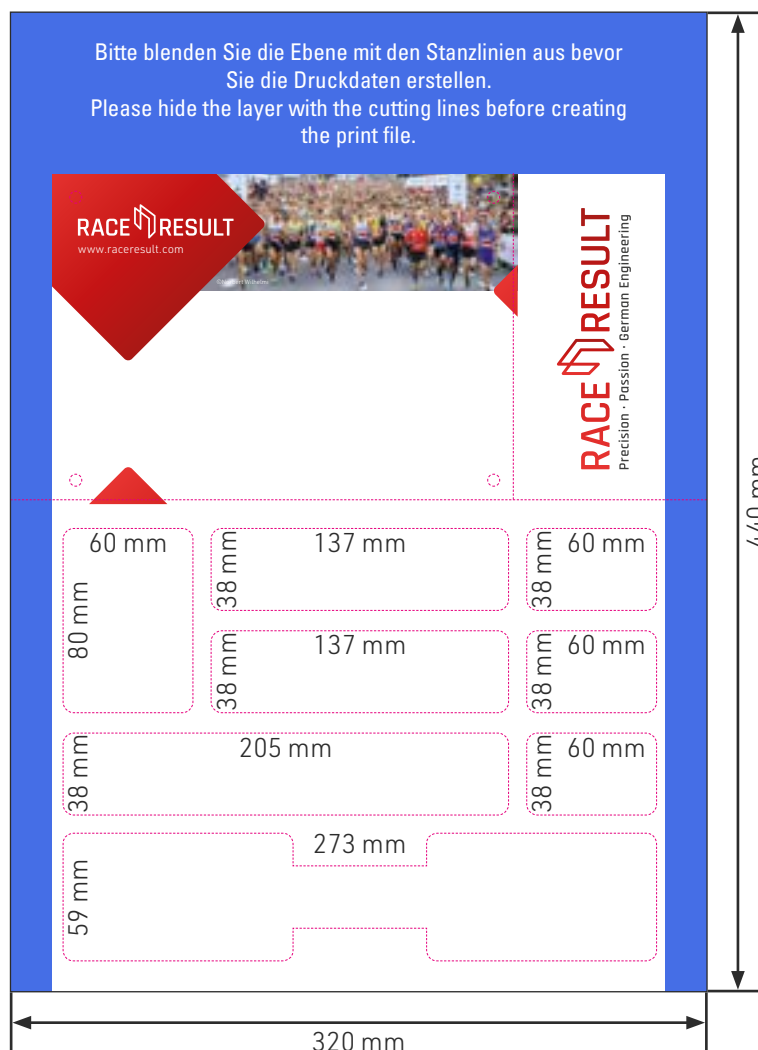 Bitte blenden Sie die Ebene mit den Stanzlinien aus bevor
Sie die Druckdaten erstellen.
Please hide the layer with the cutting lines before creating
the print file.
RACE RESULT
www.raceresult.com
RACE RESULT
Precision · Passion · German Engineering
440 mm
60 mm
80 mm
137 mm
38 mm
60 mm
38 mm
137 mm
38 mm
60 mm
38 mm
205 mm
38 mm
60 mm
38 mm
273 mm
59 mm
320 mm